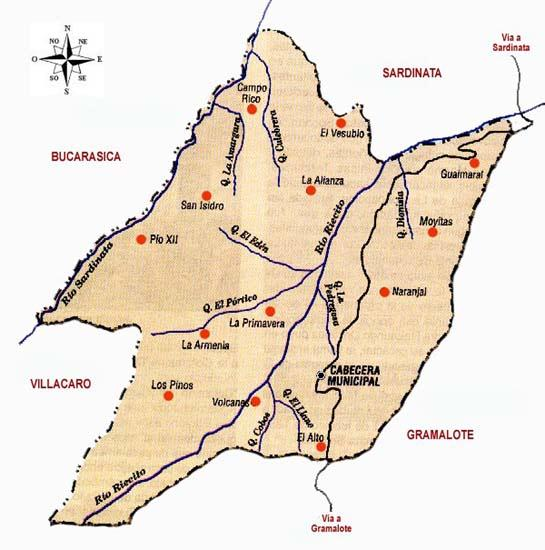 N
NO
NE
O
E
SO
SE
S
Via a
Sardinata
SARDINATA
BUCARASICA
Campo
Rico
El Vesubio
Q. La Amargura
Q. Culebrera
Guaimaral
La Alianza
San Isidro
Q. Dionisia
Moyitas
Río Riecito
Pío XII
Q. El Edén
Río Sardinata
Q. La
Pedregosa
Naranjal
Q. El Pórtico
La Primavera
La Armenia
CABECERA
MUNICIPAL
VILLACARO
Los Pinos
Volcanes
Q. El Llano
Q. Cobos
El Alto
GRAMALOTE
Río Riecito
Via a
Gramalote